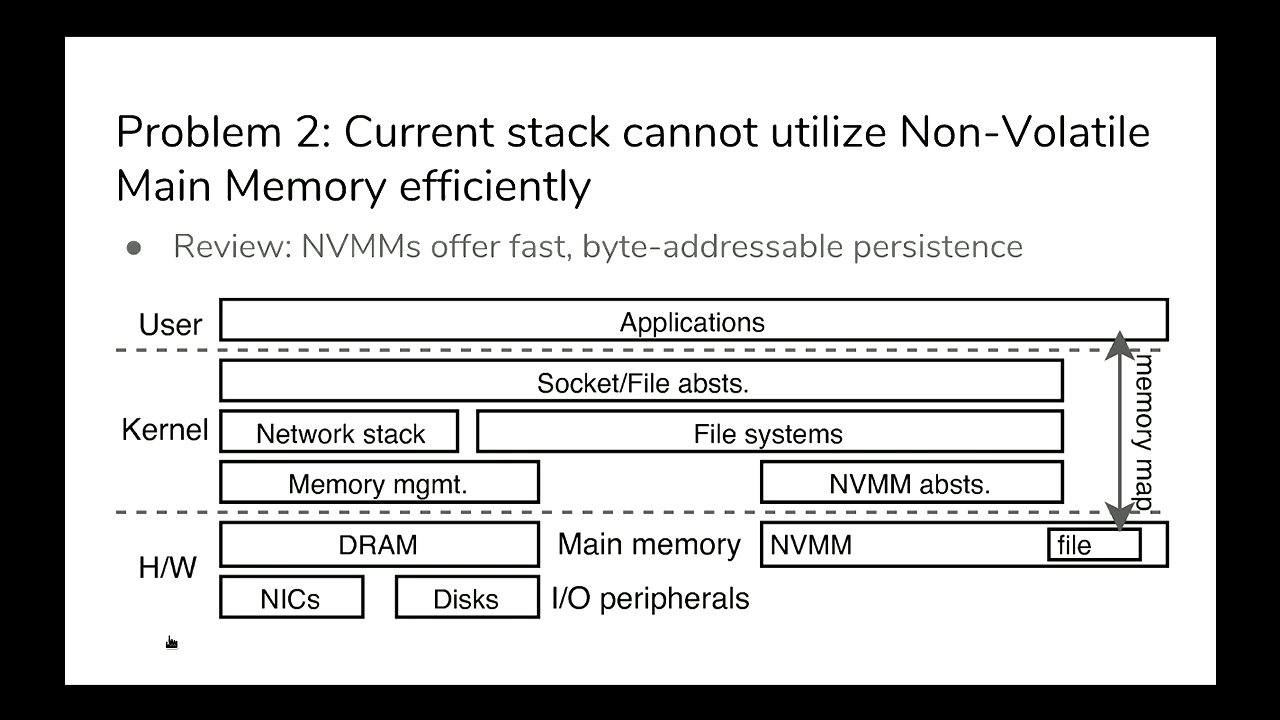 Problem 2: Current stack cannot utilize Non-Volatile
Main Memory efficiently
● Review: NVMMs offer fast, byte-addressable persistence
User
Applications
Socket/File absts.
Kernel
Network stack
File systems
Memory mgmt.
NVMM absts.
memory map
H/W
DRAM
Main memory
NVMM
file
NICs
Disks
I/O peripherals